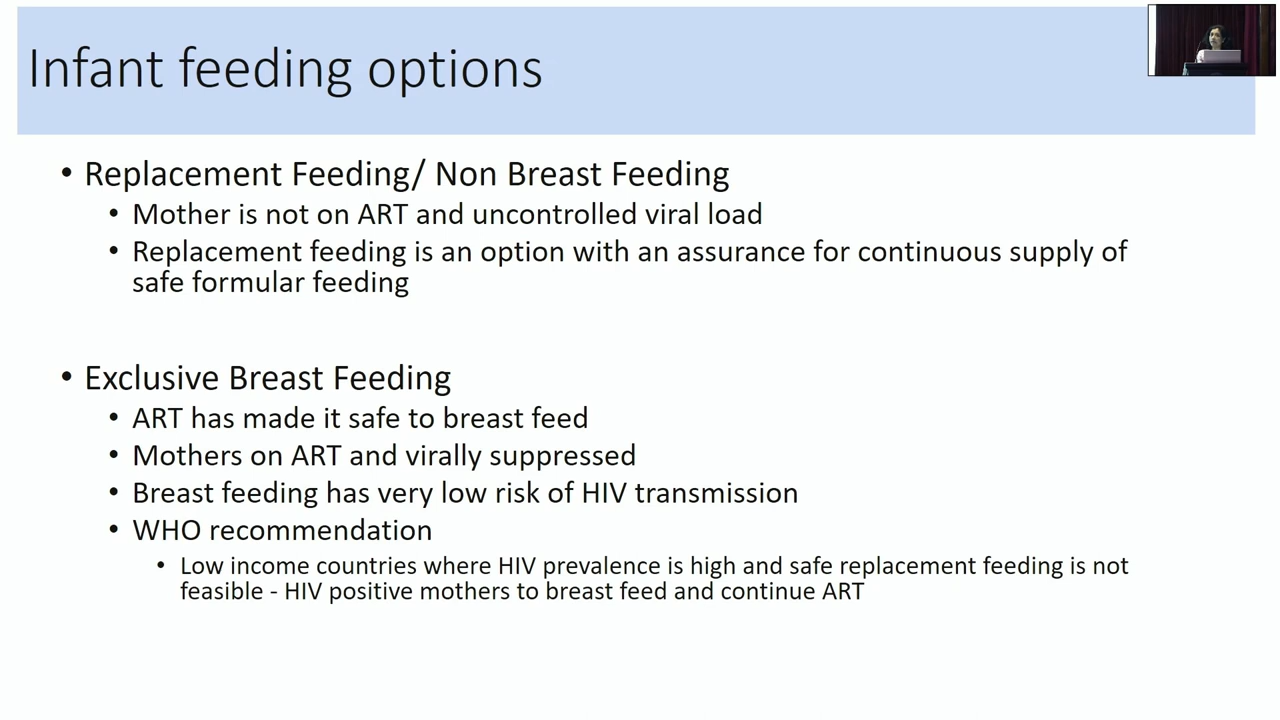 Infant feeding options
• Replacement Feeding/ Non Breast Feeding
• Mother is not on ART and uncontrolled viral load
• Replacement feeding is an option with an assurance for continuous supply of
safe formular feeding
• Exclusive Breast Feeding
• ART has made it safe to breast feed
• Mothers on ART and virally suppressed
• Breast feeding has very low risk of HIV transmission
• WHO recommendation
• Low income countries where HIV prevalence is high and safe replacement feeding is not
feasible - HIV positive mothers to breast feed and continue ART